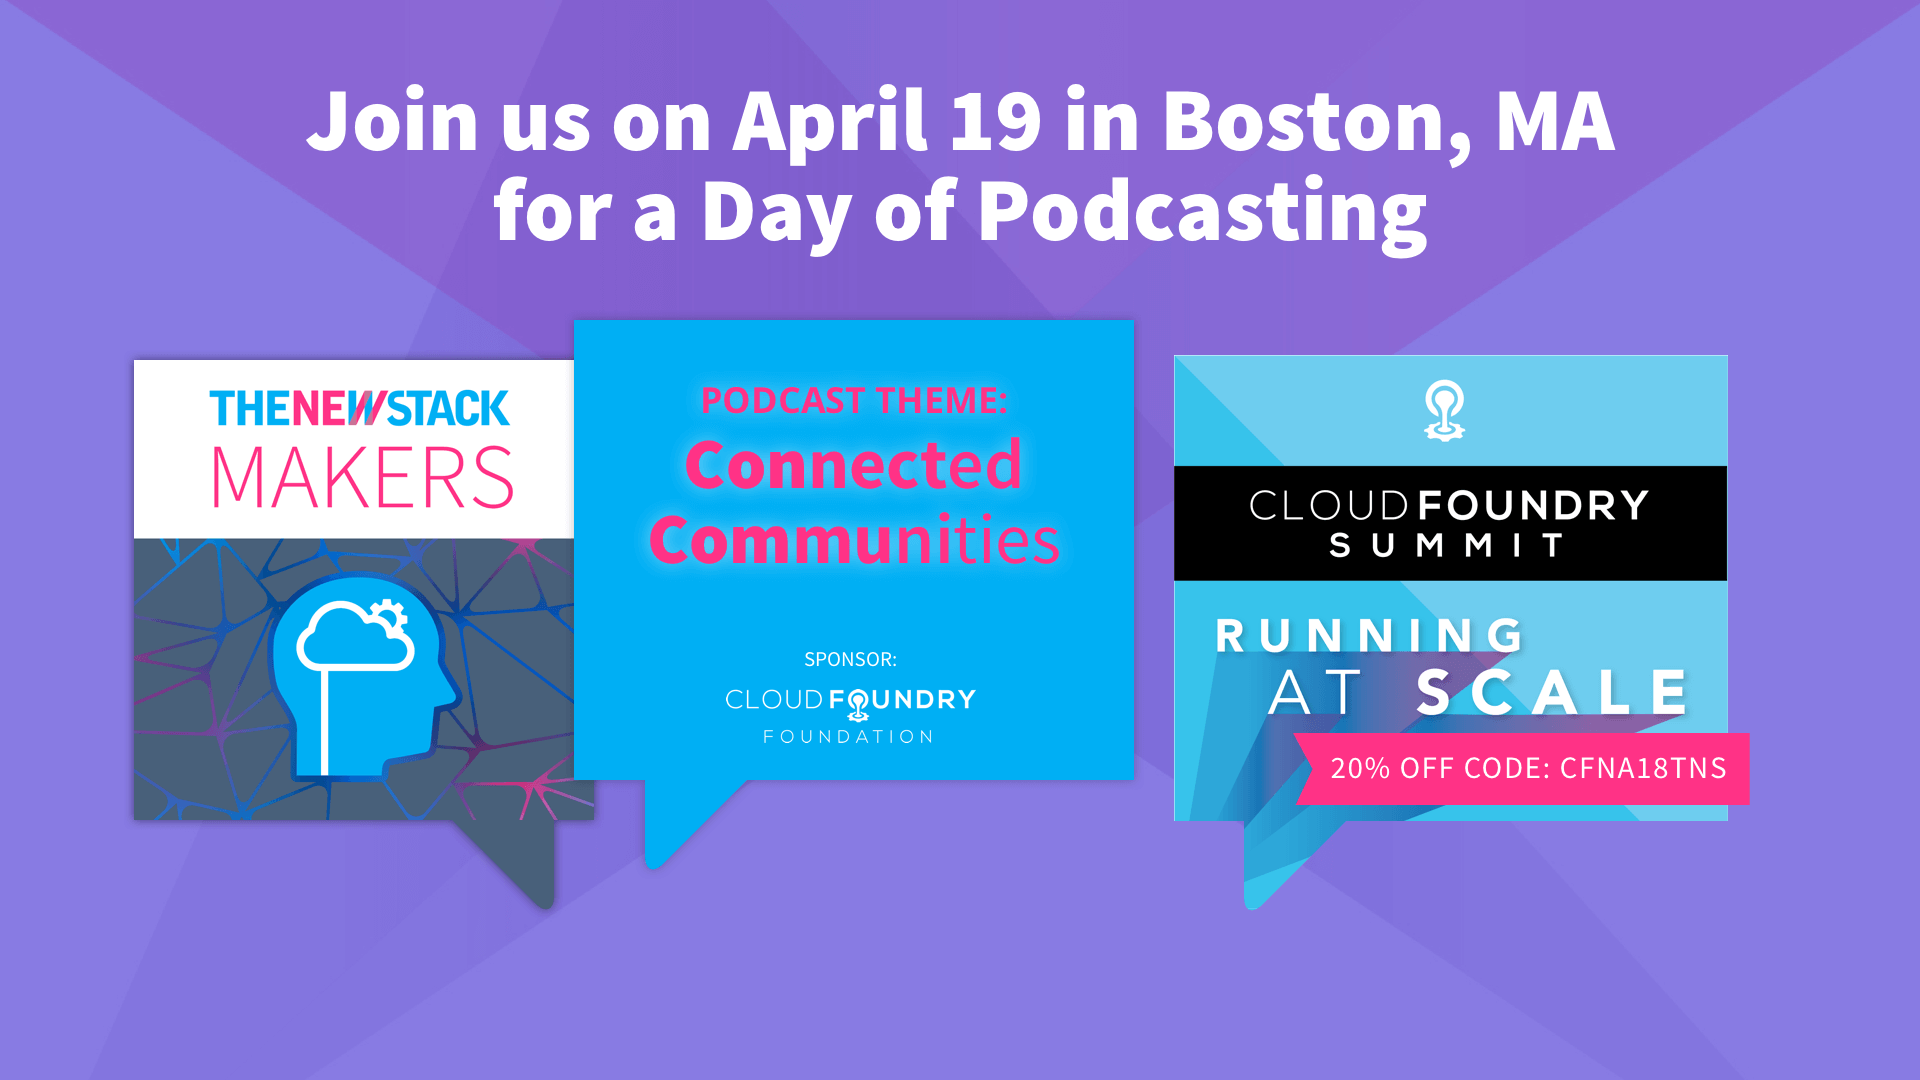 Join us on April 19 in Boston, MA
for a Day of Podcasting
THENEWSTACK
MAKERS
PODCAST THEME:
Connected
Communities
SPONSOR:
CLOUD FOUNDRY
FOUNDATION
CLOUD FOUNDRY
SUMMIT
RUNNING
AT SCALE
20% OFF CODE: CFNA18TNS